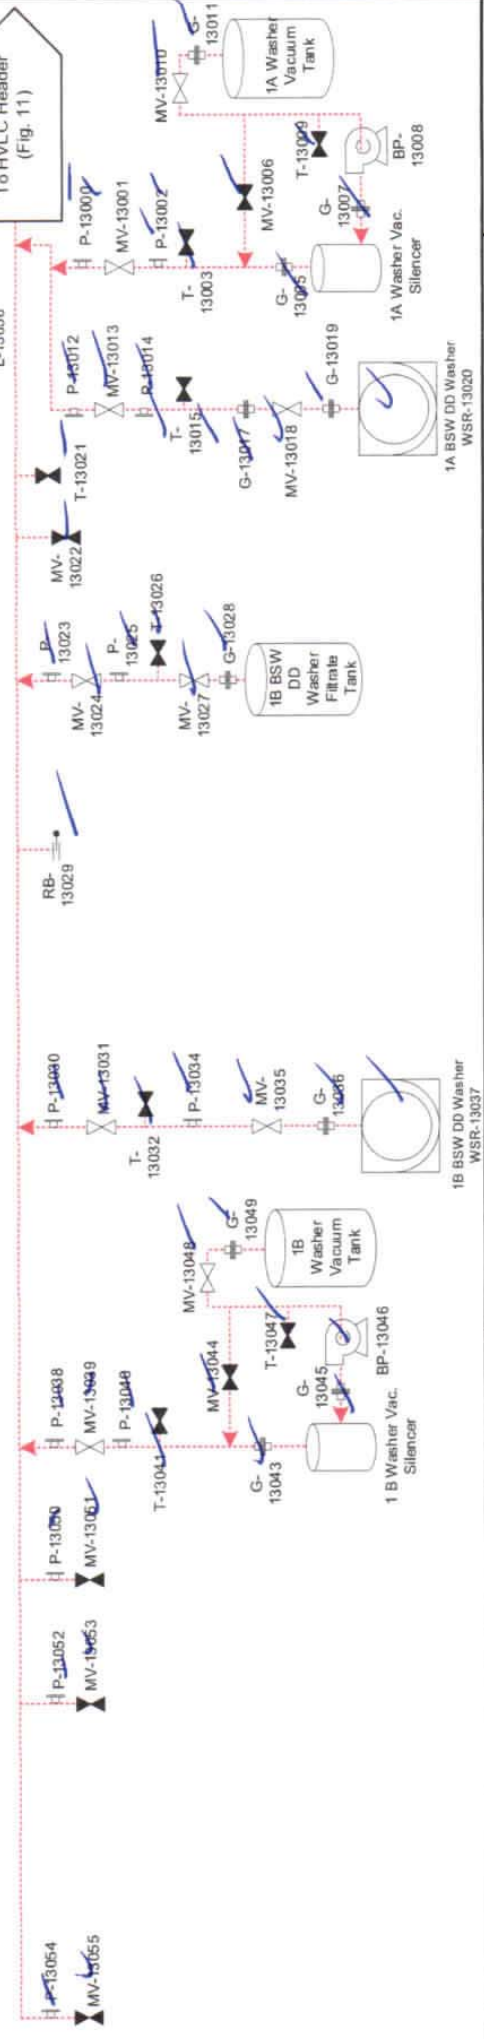 To HVLC Header
(Fig. 11)
P-13054
MV-13055
P-13052
MV-13053
P-13050
MV-13051
P-13038
MV-13039
P-13040
T-13041
MV-13044
G-
13043
G-
13045
1 B Washer Vac.
Silencer
T-13047
BP-13046
MV-13048
G-
13049
1B
Washer
Vacuum
Tank
P-13030
MV-13031
T-
13032
P-13034
MV-
13035
G-
13036
1B BSW DD Washer
WSR-13037
RB-
13029
P-
13023
MV-
13024
P-
13025
T-13026
MV-
13027
G-13028
1B BSW
DD
Washer
Filtrate
Tank
MV-
13022
T-13021
P-13012
MV-13013
P-13014
T-
13015
G-13017
MV-13018
G-13019
1A BSW DD Washer
WSR-13020
P-13000
MV-13001
P-13002
T-
13003
G-
13005
MV-13006
G-
13007
1A Washer Vac.
Silencer
BP-
13008
T-13009
MV-13010
G-
13011
1A Washer
Vacuum
Tank